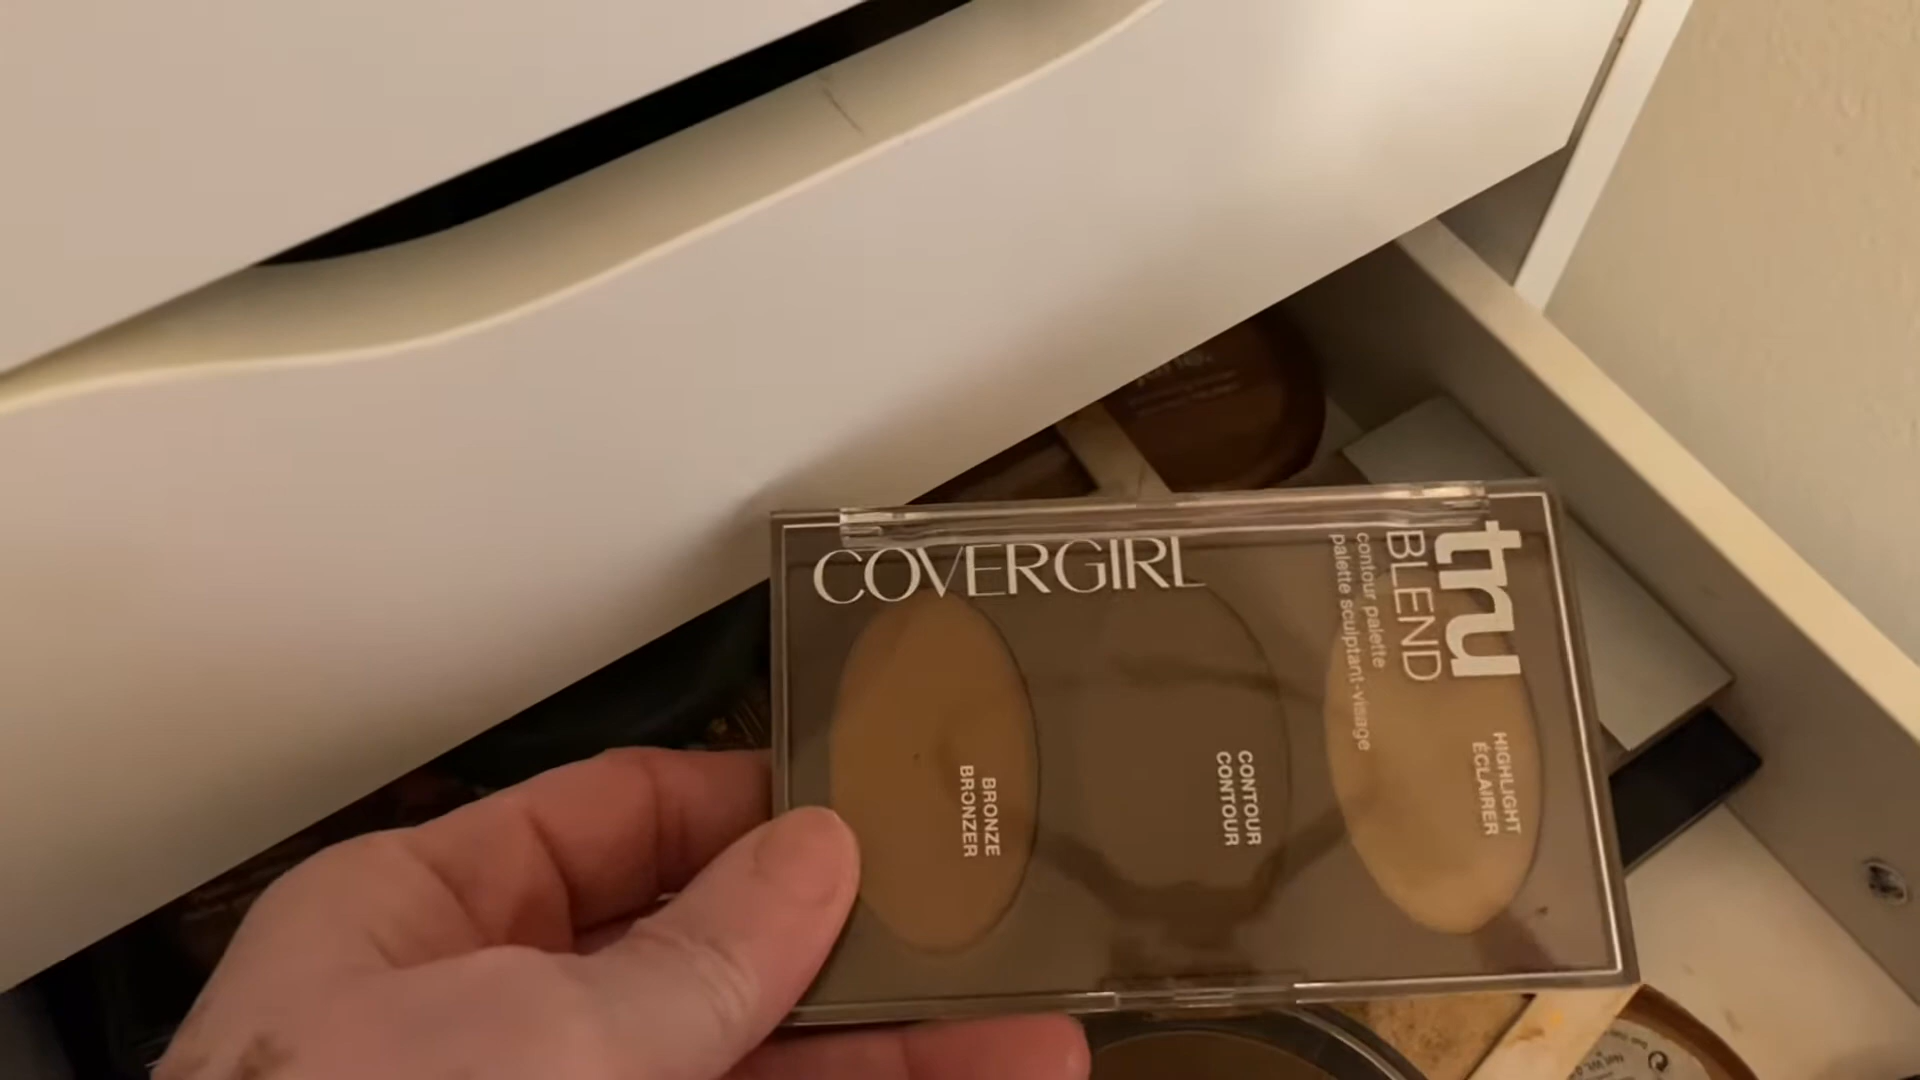 COVERGIRL
tru
BLEND
contour palette
palette sculptant-visage
BRONZE
BRONZER
CONTOUR
CONTOUR
HIGHLIGHT
ÉCLAIRER